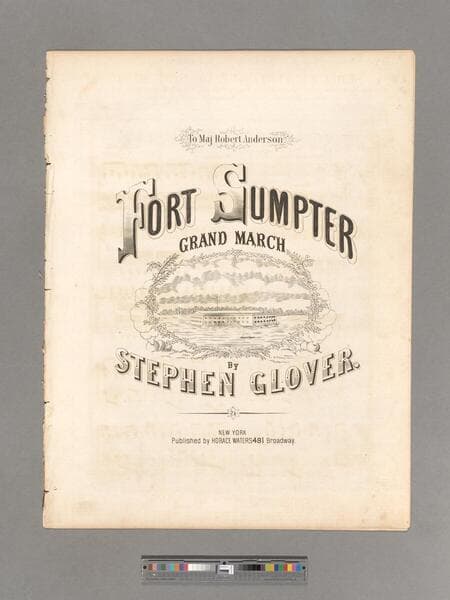 To Maj Robert Anderson
FORT SUMPTER
GRAND MARCH
BY
STEPHEN GLOVER.
NEW YORK
Published by HORACE WATERS 481 Broadway.